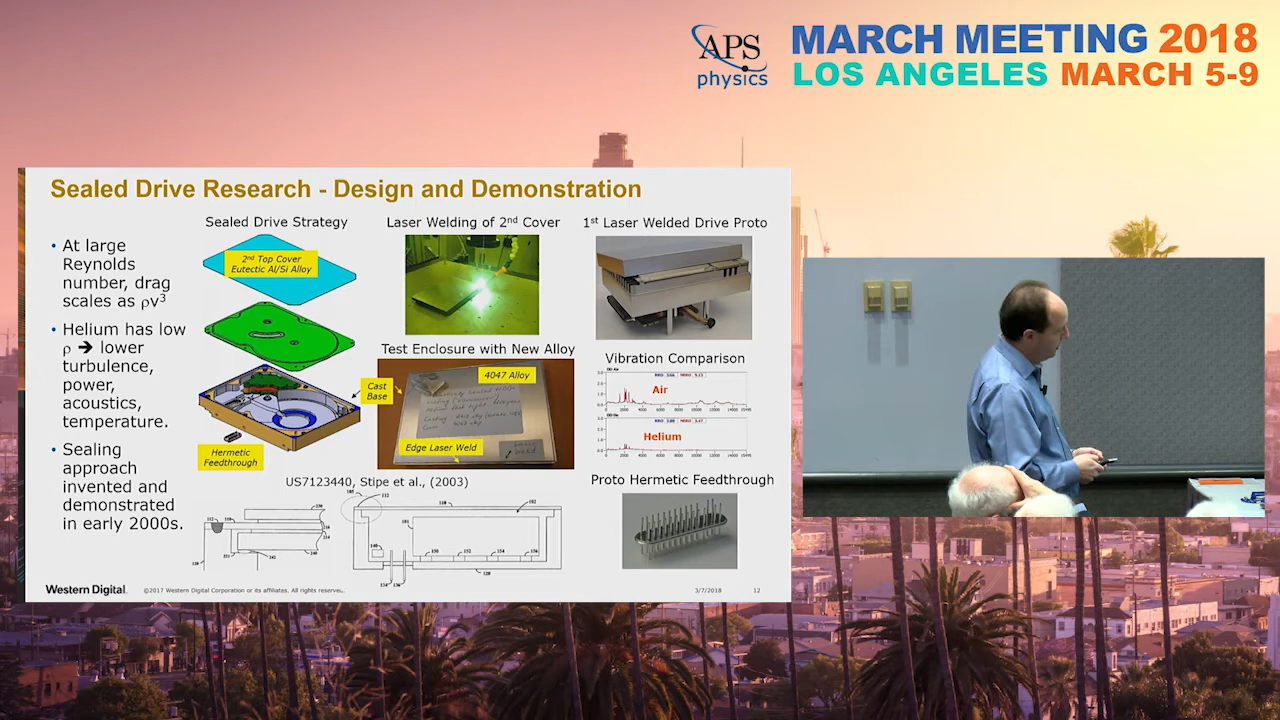 APS
physics
MARCH MEETING 2018
LOS ANGELES MARCH 5-9
Sealed Drive Research - Design and Demonstration
• At large
Reynolds
number, drag
scales as ρv³
• Helium has low
ρ → lower
turbulence,
power,
acoustics,
temperature.
• Sealing
approach
invented and
demonstrated
in early 2000s.
Sealed Drive Strategy
2nd Top Cover
Eutectic Al/Si Alloy
Cast
Base
Hermetic
Feedthrough
Laser Welding of 2nd Cover
Test Enclosure with New Alloy
4047 Alloy
Edge Laser Weld
1st Laser Welded Drive Proto
Vibration Comparison
Air
Helium
Proto Hermetic Feedthrough
US7123440, Stipe et al., (2003)
Western Digital.
©2017 Western Digital Corporation or its affiliates. All rights reserved.
3/7/2018
12